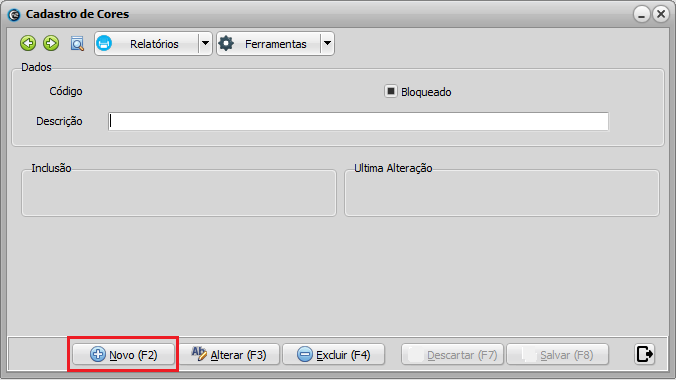 Cadastro de Cores
Relatórios
Ferramentas
Dados
Código
Bloqueado
Descrição
Inclusão
Ultima Alteração
Novo (F2)
Alterar (F3)
Excluir (F4)
Descartar (F7)
Salvar (F8)